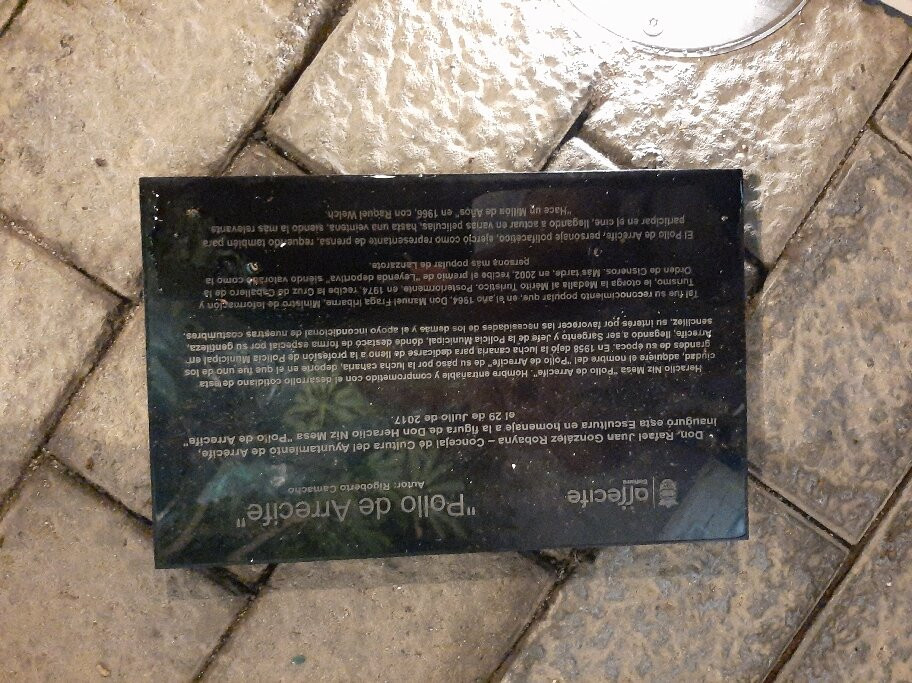 arrecife
"Pollo de Arrecife"
Autor: Rigoberto Camacho
Don, Rafael Juan González Robayna - Concejal de Cultura del Ayuntamiento de Arrecife,
inauguró esta Escultura en homenaje a la figura de Don Heraclio Niz Mesa "Pollo de Arrecife"
el 29 de Julio de 2017.
Heraclio Niz Mesa "Pollo de Arrecife". Hombre entrañable y comprometido con el desarrollo cotidiano de esta
ciudad, adquiere el nombre del "Pollo de Arrecife" de su paso por la lucha canaria, deporte en el que fue uno de los
grandes de su época. En 1958 dejó la lucha canaria para dedicarse de lleno a la profesión de Policía Municipal en
Arrecife, llegando a ser Sargento y Jefe de la Policía Municipal, dónde destacó de forma especial por su gentileza,
sencillez, su interés por favorecer las necesidades de los demás y el apoyo incondicional de nuestras costumbres.
Tal fue su reconocimiento popular que, en el año 1964, Don Manuel Fraga Iribarne, Ministro de Información y
Turismo, le otorga la Medalla al Mérito Turístico. Posteriormente, en 1974, recibe la Cruz de Caballero de la
Orden de Cisneros. Más tarde, en 2002, recibe el premio de "Leyenda deportiva" siendo valorado como la
persona más popular de Lanzarote.
El Pollo de Arrecife, personaje polifacético, ejerció como representante de prensa, pudiendo también
participar en el cine, llegando a actuar en varias películas, hasta una veintena, siendo la más relevante
"Hace un Millón de Años" en 1966, con Raquel Welch